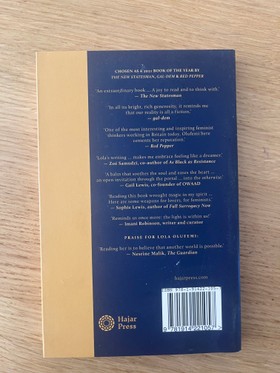 CHOSEN AS A 2021 BOOK OF THE YEAR BY
THE NEW STATESMAN, GAL-DEM & RED PEPPER
'An extraordinary book ... A joy to read and to think with.'
— The New Statesman
'In all its bright, rich generosity, it reminds me
that our reality is all a fiction.'
— gal-dem
'One of the most interesting and inspiring feminist
thinkers working in Britain today. Olufemi here
cements her reputation.'
— Red Pepper
'Lola's writing ... makes me embrace feeling like a dreamer.'
— Zoé Samudzi, co-author of As Black as Resistance
'A balm that soothes the soul and stirs the heart ...
an open invitation through the portal ... into the otherwise.'
— Gail Lewis, co-founder of OWAAD
'Reading this book wrought magic in my spirit ...
Here are some weapons for lovers, for feminists.'
— Sophie Lewis, author of Full Surrogacy Now
'Reminds us once more: the light is within us!'
— Imani Robinson, writer and curator
PRAISE FOR LOLA OLUFEMI
'Reading her is to believe that another world is possible.'
— Nesrine Malik, The Guardian
hajarpress.com
Hajar
Press